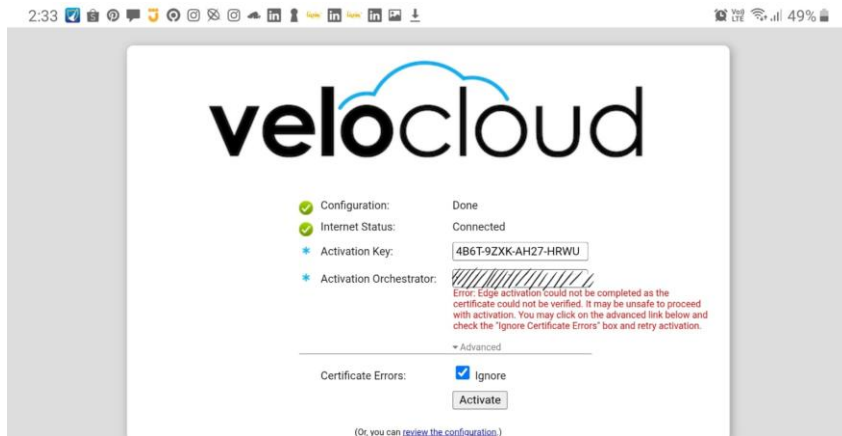 2:33
Vo)) LTE 49%
velocloud
Configuration: Done
Internet Status: Connected
* Activation Key: 4B6T-9ZXK-AH27-HRWU
* Activation Orchestrator:
Error: Edge activation could not be completed as the
certificate could not be verified. It may be unsafe to proceed
with activation. You may click on the advanced link below and
check the "Ignore Certificate Errors" box and retry activation.
Advanced
Certificate Errors: Ignore
Activate
(Or, you can review the configuration.)